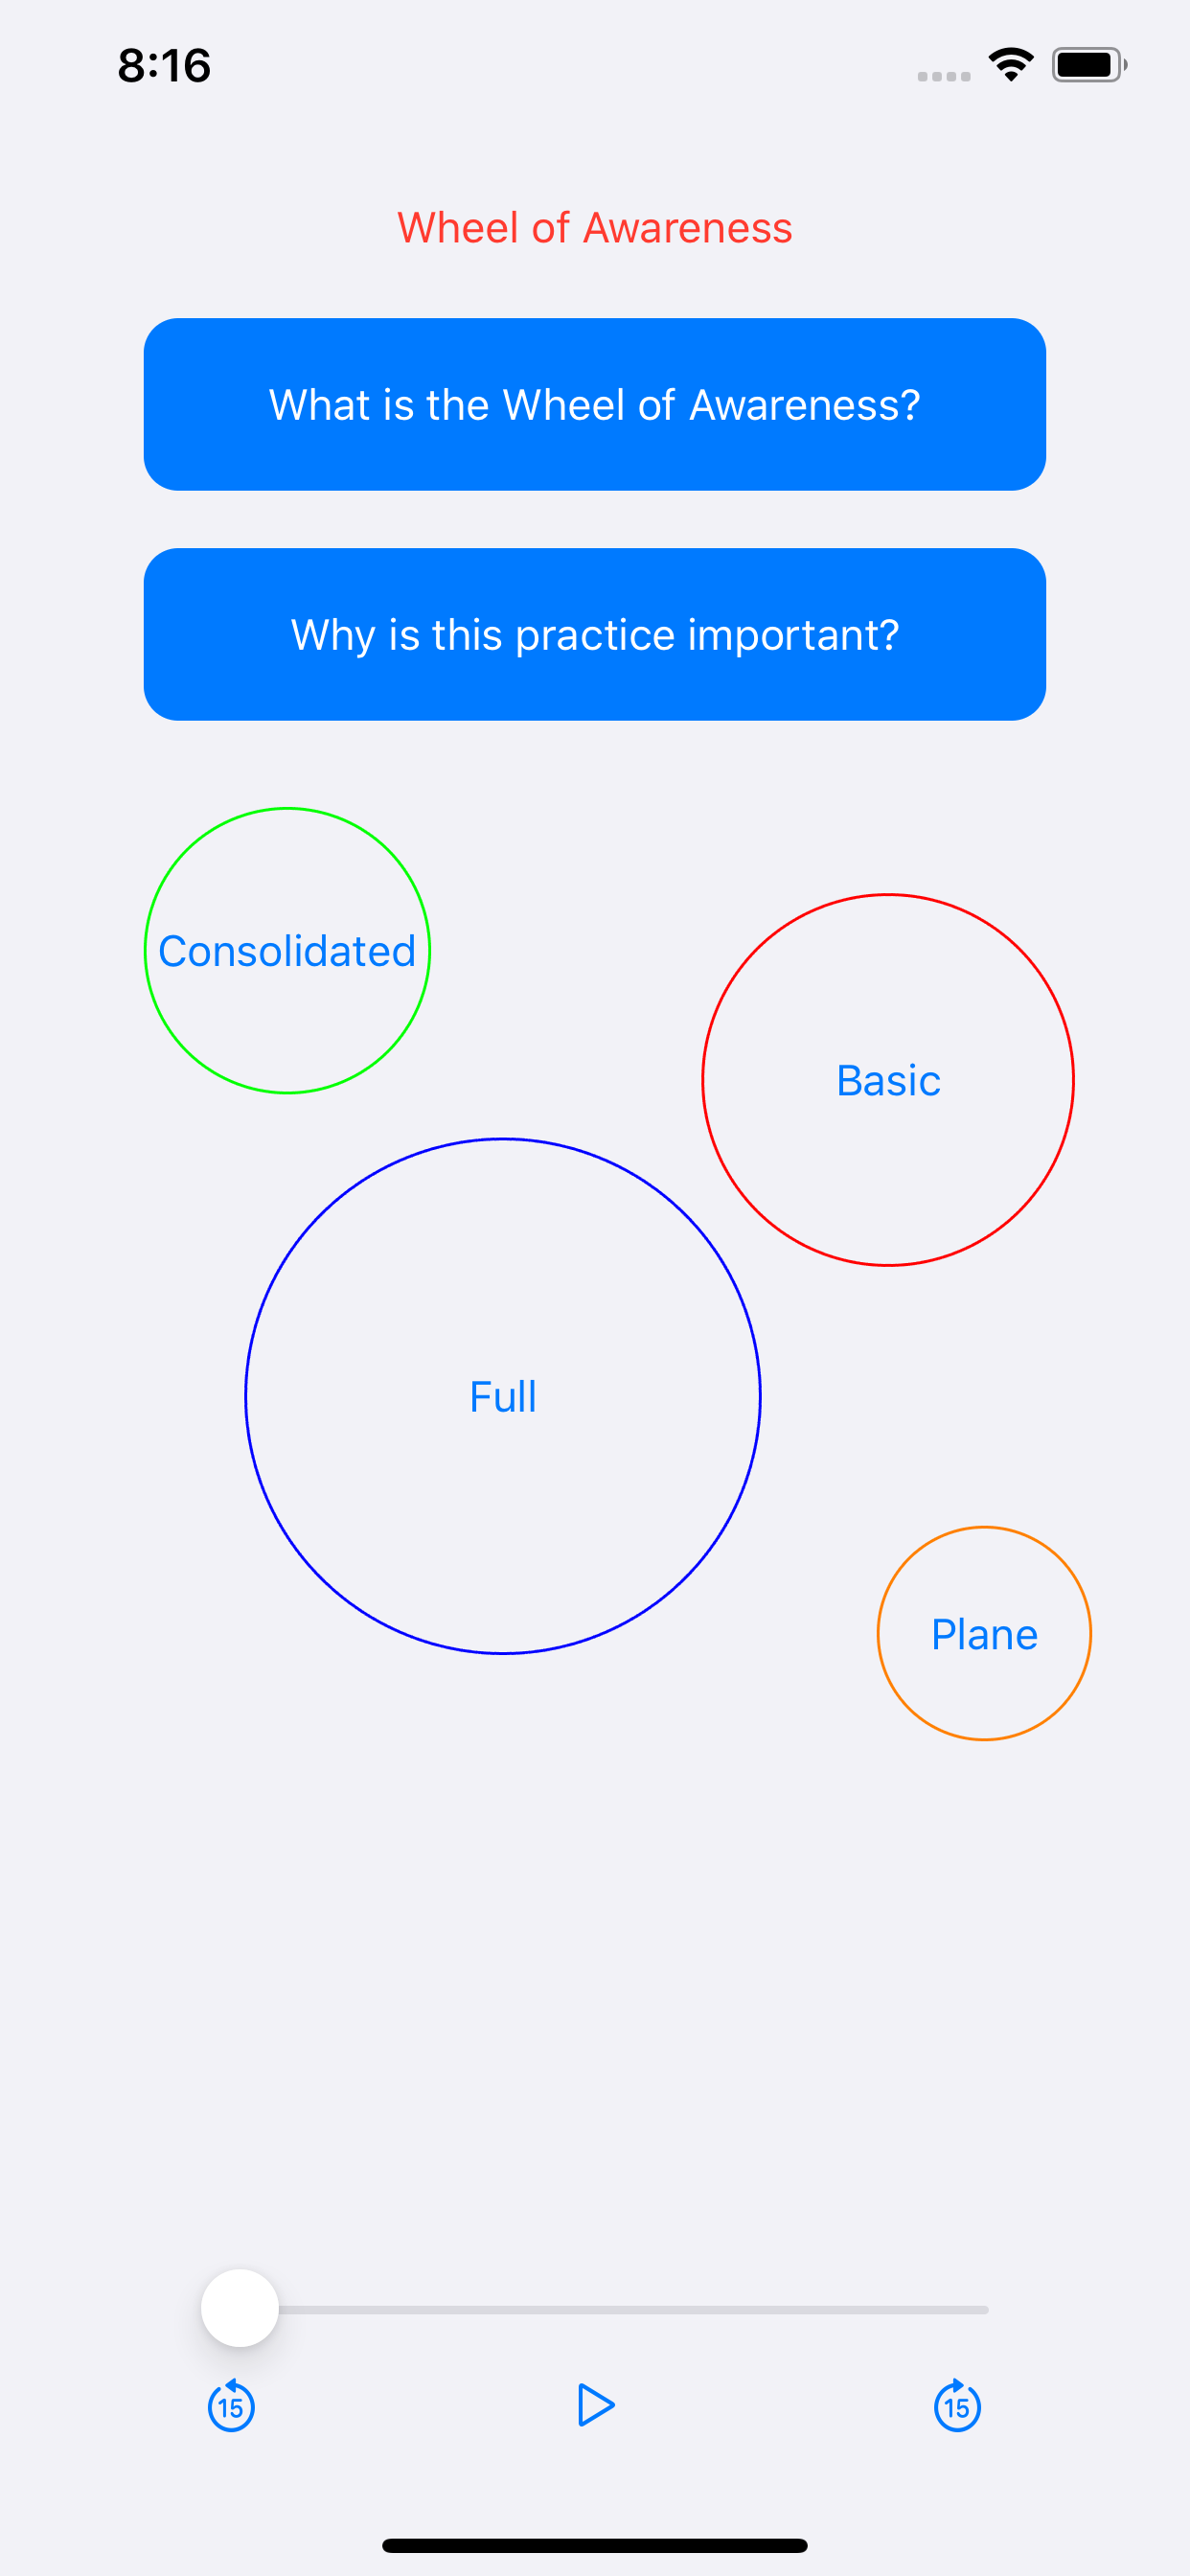 8:16
Wheel of Awareness
What is the Wheel of Awareness?
Why is this practice important?
Consolidated
Basic
Full
Plane
15
15